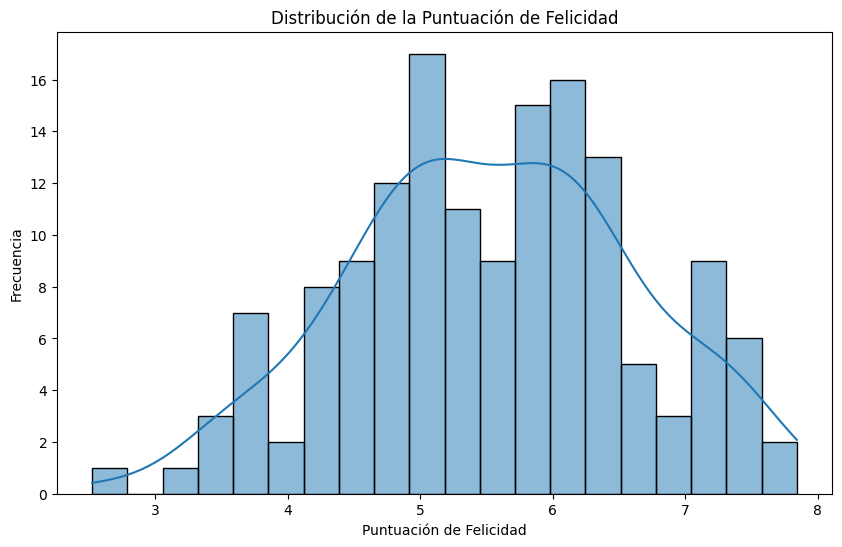 Distribución de la Puntuación de Felicidad
Frecuencia
16
14
12
10
8
6
4
2
0
3 4 5 6 7 8
Puntuación de Felicidad